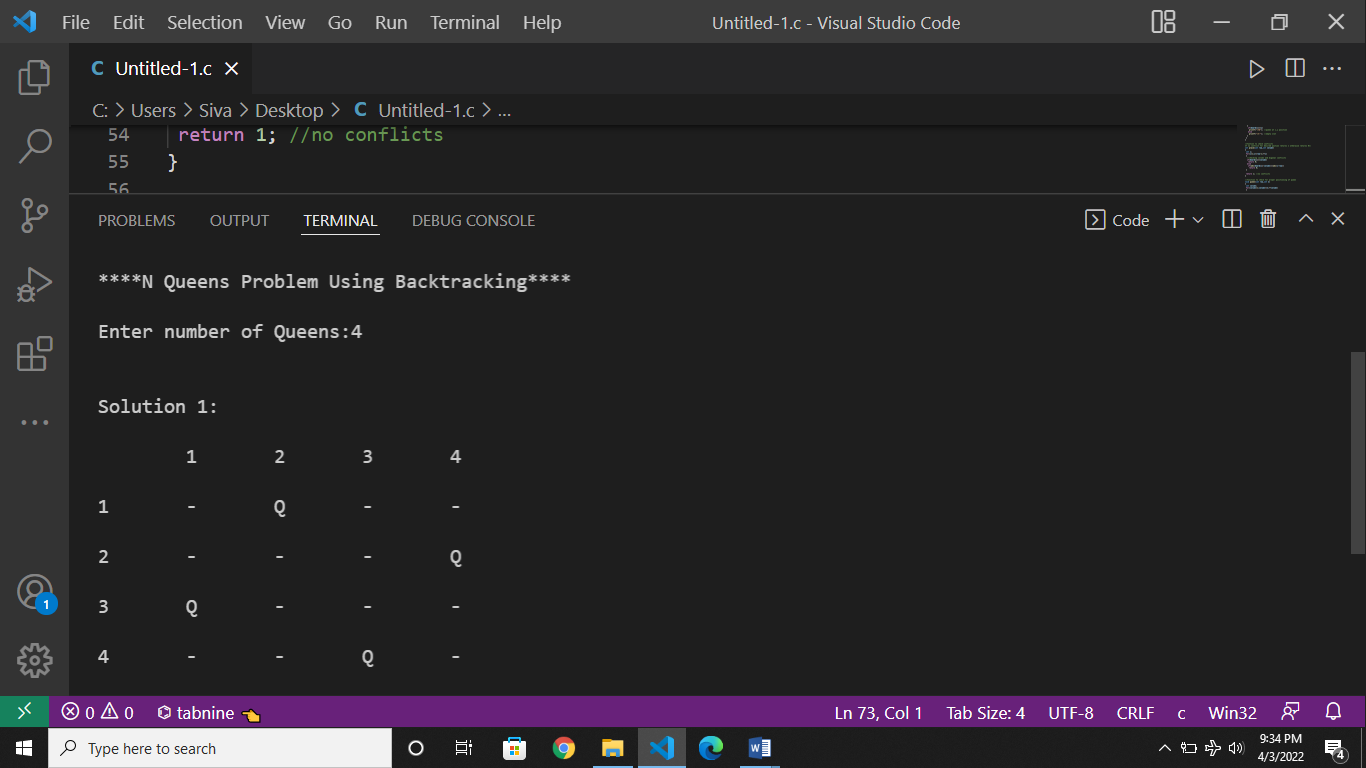 File Edit Selection View Go Run Terminal Help Untitled-1.c - Visual Studio Code
C Untitled-1.c
C: > Users > Siva > Desktop > C Untitled-1.c > ...
54 return 1; //no conflicts
55 }
56
PROBLEMS OUTPUT TERMINAL DEBUG CONSOLE Code
****N Queens Problem Using Backtracking****
Enter number of Queens:4
Solution 1:
1 2 3 4
1 - Q - -
2 - - - Q
3 Q - - -
4 - - Q -
1
0 0 tabnine Ln 73, Col 1 Tab Size: 4 UTF-8 CRLF c Win32
Type here to search
9:34 PM
4/3/2022
4